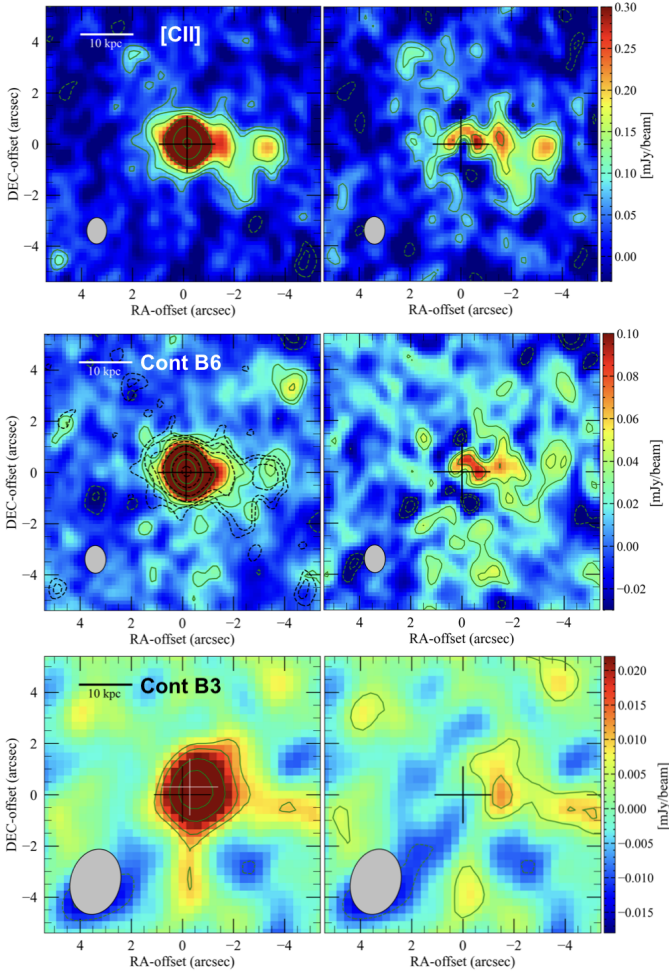 [CII]
10 kpc
DEC-offset (arcsec)
4
2
0
−2
−4
4 2 0 −2 −4
4 2 0 −2 −4
RA-offset (arcsec)
RA-offset (arcsec)
0.30
0.25
0.20
0.15
0.10
0.05
0.00
[mJy/beam]
Cont B6
10 kpc
DEC-offset (arcsec)
4
2
0
−2
−4
4 2 0 −2 −4
4 2 0 −2 −4
RA-offset (arcsec)
RA-offset (arcsec)
0.10
0.08
0.06
0.04
0.02
0.00
−0.02
[mJy/beam]
Cont B3
10 kpc
DEC-offset (arcsec)
4
2
0
−2
−4
4 2 0 −2 −4
4 2 0 −2 −4
RA-offset (arcsec)
RA-offset (arcsec)
0.020
0.015
0.010
0.005
0.000
−0.005
−0.010
−0.015
[mJy/beam]